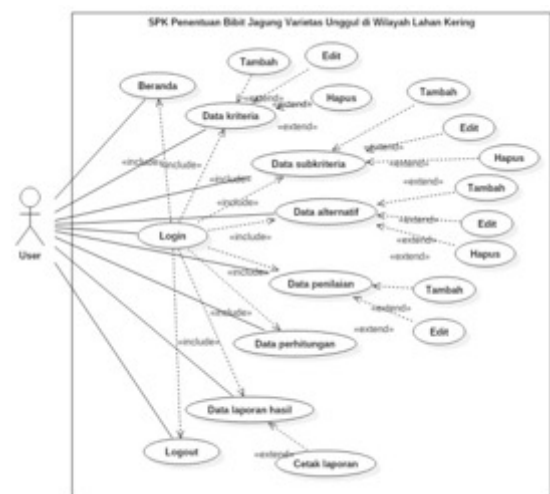 SPK Penentuan Bibit Jagung Varietas Unggul di Wilayah Lahan Kering
Tambah
Edit
Beranda
Hapus
«extend»
«extend»
Data kriteria
Tambah
«extend»
Edit
«extend»
«include»
«include»
Data subkriteria
Hapus
«extend»
«include»
«extend»
Tambah
«include»
Data alternatif
«extend»
Edit
User
Login
«include»
«extend»
Hapus
«extend»
«include»
Data penilaian
Tambah
«extend»
«include»
Edit
«include»
Data perhitungan
«extend»
Data laporan hasil
Logout
«extend»
Cetak laporan